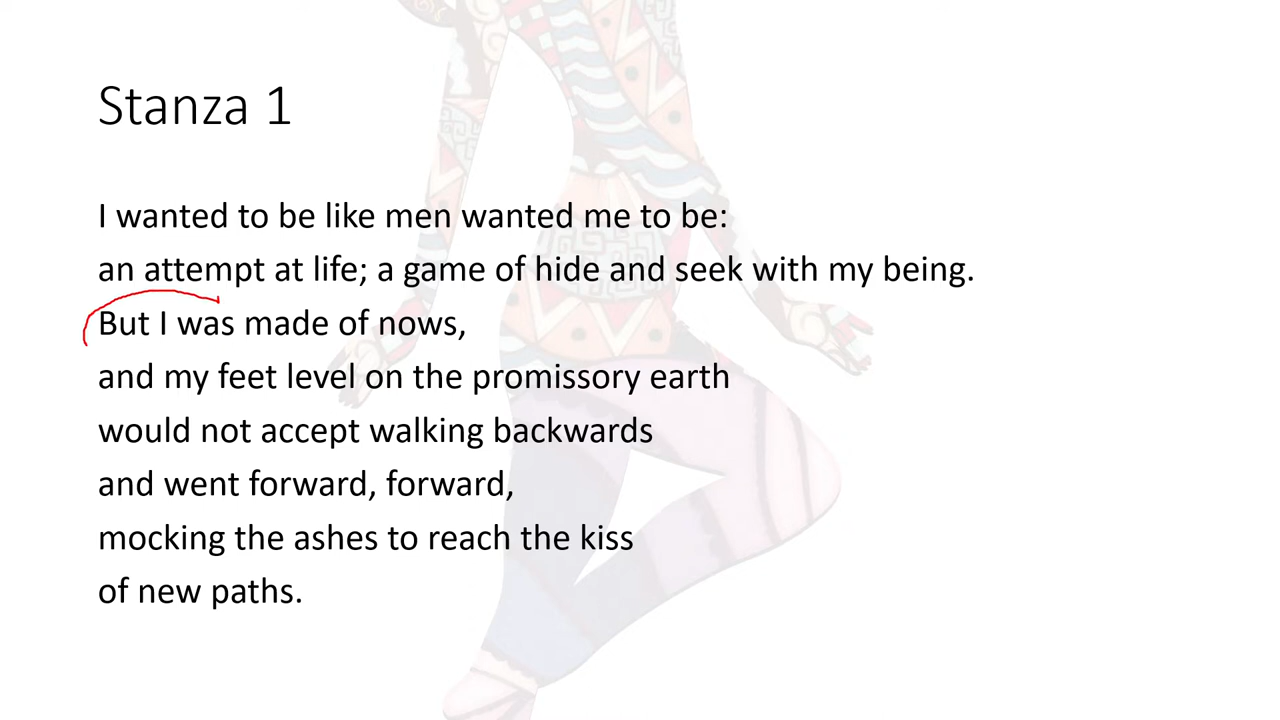 Stanza 1
I wanted to be like men wanted me to be:
an attempt at life; a game of hide and seek with my being.
But I was made of nows,
and my feet level on the promissory earth
would not accept walking backwards
and went forward, forward,
mocking the ashes to reach the kiss
of new paths.